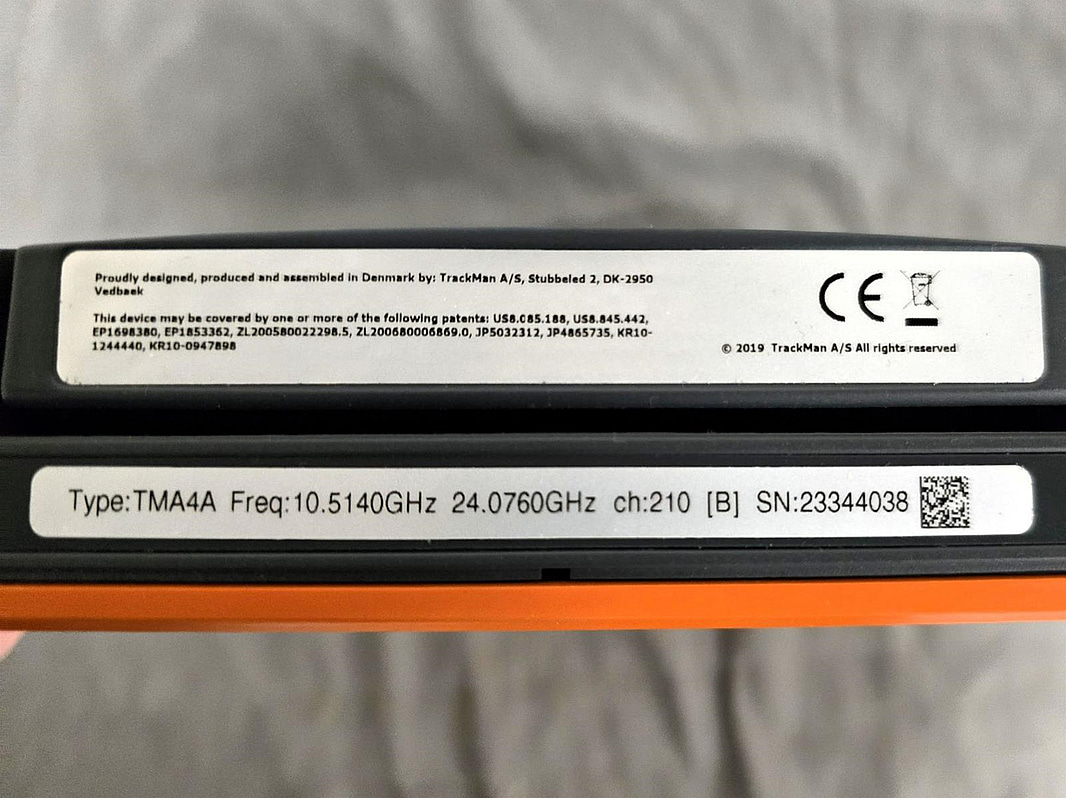 Proudly designed, produced and assembled in Denmark by: TrackMan A/S, Stubbeled 2, DK-2950
Vedbaek
This device may be covered by one or more of the following patents: US8.085.188, US8.845.442,
EP1698380, EP1853362, ZL200580022298.5, ZL200680006869.0, JP5032312, JP4865735, KR10-
1244440, KR10-0947898
CE
© 2019 TrackMan A/S All rights reserved
Type:TMA4A Freq:10.5140GHz 24.0760GHz ch:210 [B] SN:23344038